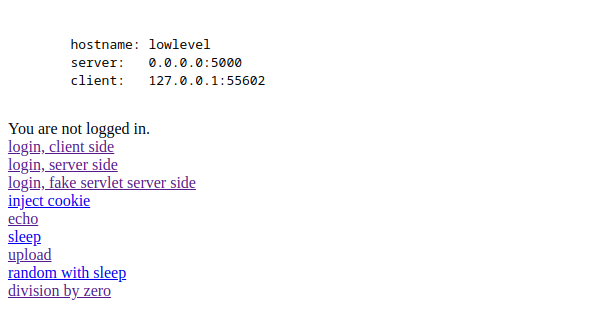 hostname: lowlevel
server:   0.0.0.0:5000
client:   127.0.0.1:55602
You are not logged in.
login, client side
login, server side
login, fake servlet server side
inject cookie
echo
sleep
upload
random with sleep
division by zero